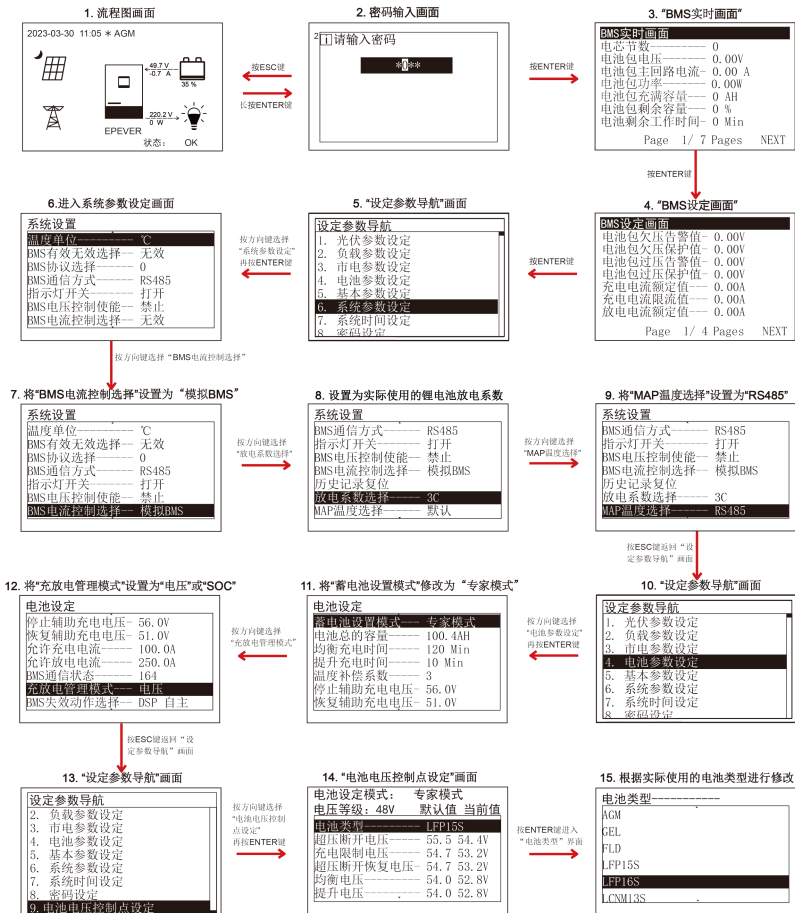 1. 流程图画面
2023-03-30 11:05 ＊ AGM
49.7 V
-0.7 A
35 %
220.2 V
0 W
EPEVER
状态： OK
按ESC键
长按ENTER键
2. 密码输入画面
2 i 请输入密码
*0**
按ENTER键
3. “BMS实时画面”
BMS实时画面
电芯节数--------- 0
电池包电压------- 0.00V
电池包主回路电流- 0.00 A
电池包功率------- 0.00W
电池包充满容量--- 0 AH
电池包剩余容量--- 0 %
电池剩余工作时间- 0 Min
Page 1/ 7 Pages NEXT
按ENTER键
4. “BMS设定画面”
BMS设定画面
电池包欠压告警值- 0.00V
电池包欠压保护值- 0.00V
电池包过压告警值- 0.00V
电池包过压保护值- 0.00V
充电电流额定值--- 0.00A
充电电流限流值--- 0.00A
放电电流额定值--- 0.00A
Page 1/ 4 Pages NEXT
按ENTER键
5. “设定参数导航”画面
设定参数导航
1. 光伏参数设定
2. 负载参数设定
3. 市电参数设定
4. 电池参数设定
5. 基本参数设定
6. 系统参数设定
7. 系统时间设定
8. 密码设定
按方向键选择
“系统参数设定”
再按ENTER键
6.进入系统参数设定画面
系统设置
温度单位--------- ℃
BMS有效无效选择-- 无效
BMS协议选择------ 0
BMS通信方式------ RS485
指示灯开关------- 打开
BMS电压控制使能-- 禁止
BMS电流控制选择-- 无效
按方向键选择“BMS电流控制选择”
7. 将“BMS电流控制选择”设置为“模拟BMS”
系统设置
温度单位--------- ℃
BMS有效无效选择-- 无效
BMS协议选择------ 0
BMS通信方式------ RS485
指示灯开关------- 打开
BMS电压控制使能-- 禁止
BMS电流控制选择-- 模拟BMS
按方向键选择
“放电系数选择”
8. 设置为实际使用的锂电池放电系数
系统设置
BMS通信方式------ RS485
指示灯开关------- 打开
BMS电压控制使能-- 禁止
BMS电流控制选择-- 模拟BMS
历史记录复位
放电系数选择----- 3C
MAP温度选择------ 默认
按方向键选择
“MAP温度选择”
9. 将“MAP温度选择”设置为“RS485”
系统设置
BMS通信方式------ RS485
指示灯开关------- 打开
BMS电压控制使能-- 禁止
BMS电流控制选择-- 模拟BMS
历史记录复位
放电系数选择----- 3C
MAP温度选择------ RS485
按ESC键返回“设
定参数导航”画面
10. “设定参数导航”画面
设定参数导航
1. 光伏参数设定
2. 负载参数设定
3. 市电参数设定
4. 电池参数设定
5. 基本参数设定
6. 系统参数设定
7. 系统时间设定
8. 密码设定
按方向键选择
“电池参数设定”
再按ENTER键
11. 将“蓄电池设置模式”修改为“专家模式”
电池设定
蓄电池设置模式--- 专家模式
电池总的容量----- 100.4AH
均衡充电时间----- 120 Min
提升充电时间----- 10 Min
温度补偿系数----- 3
停止辅助充电电压- 56.0V
恢复辅助充电电压- 51.0V
按方向键选择
“充放电管理模式”
12. 将“充放电管理模式”设置为“电压”或“SOC”
电池设定
停止辅助充电电压- 56.0V
恢复辅助充电电压- 51.0V
允许充电电流----- 100.0A
允许放电电流----- 250.0A
BMS通信状态------ 164
充放电管理模式--- 电压
BMS失效动作选择-- DSP 自主
按ESC键返回“设
定参数导航”画面
13. “设定参数导航”画面
设定参数导航
2. 负载参数设定
3. 市电参数设定
4. 电池参数设定
5. 基本参数设定
6. 系统参数设定
7. 系统时间设定
8. 密码设定
9. 电池电压控制点设定
按方向键选择
“电池电压控制
点设定”
再按ENTER键
14. “电池电压控制点设定”画面
电池设定模式： 专家模式
电压等级：48V 默认值 当前值
电池类型--------- LFP15S
超压断开电压----- 55.5 54.4V
充电限制电压----- 54.7 53.2V
超压断开恢复电压- 54.7 53.2V
均衡电压--------- 54.0 52.8V
提升电压--------- 54.0 52.8V
按ENTER键进入
“电池类型”界面
15. 根据实际使用的电池类型进行修改
电池类型-----------
AGM
GEL
FLD
LFP15S
LFP16S
LCNM13S